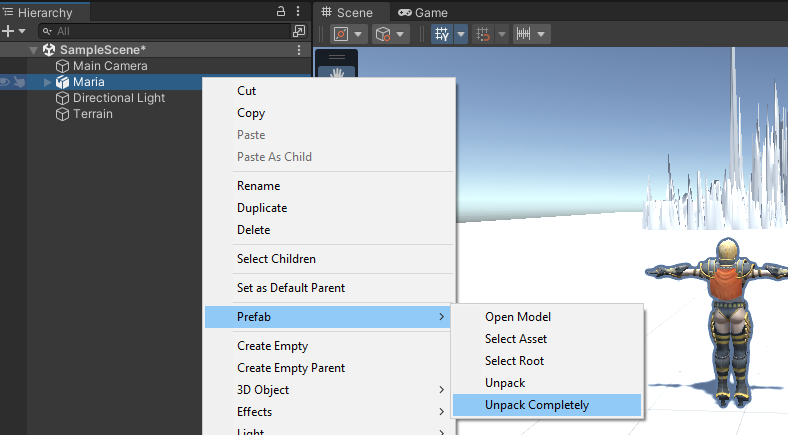 Hierarchy
All
SampleScene*
Main Camera
Maria
Directional Light
Terrain
Cut
Copy
Paste
Paste As Child
Rename
Duplicate
Delete
Select Children
Set as Default Parent
Prefab
Create Empty
Create Empty Parent
3D Object
Effects
Light
Scene
Game
Open Model
Select Asset
Select Root
Unpack
Unpack Completely